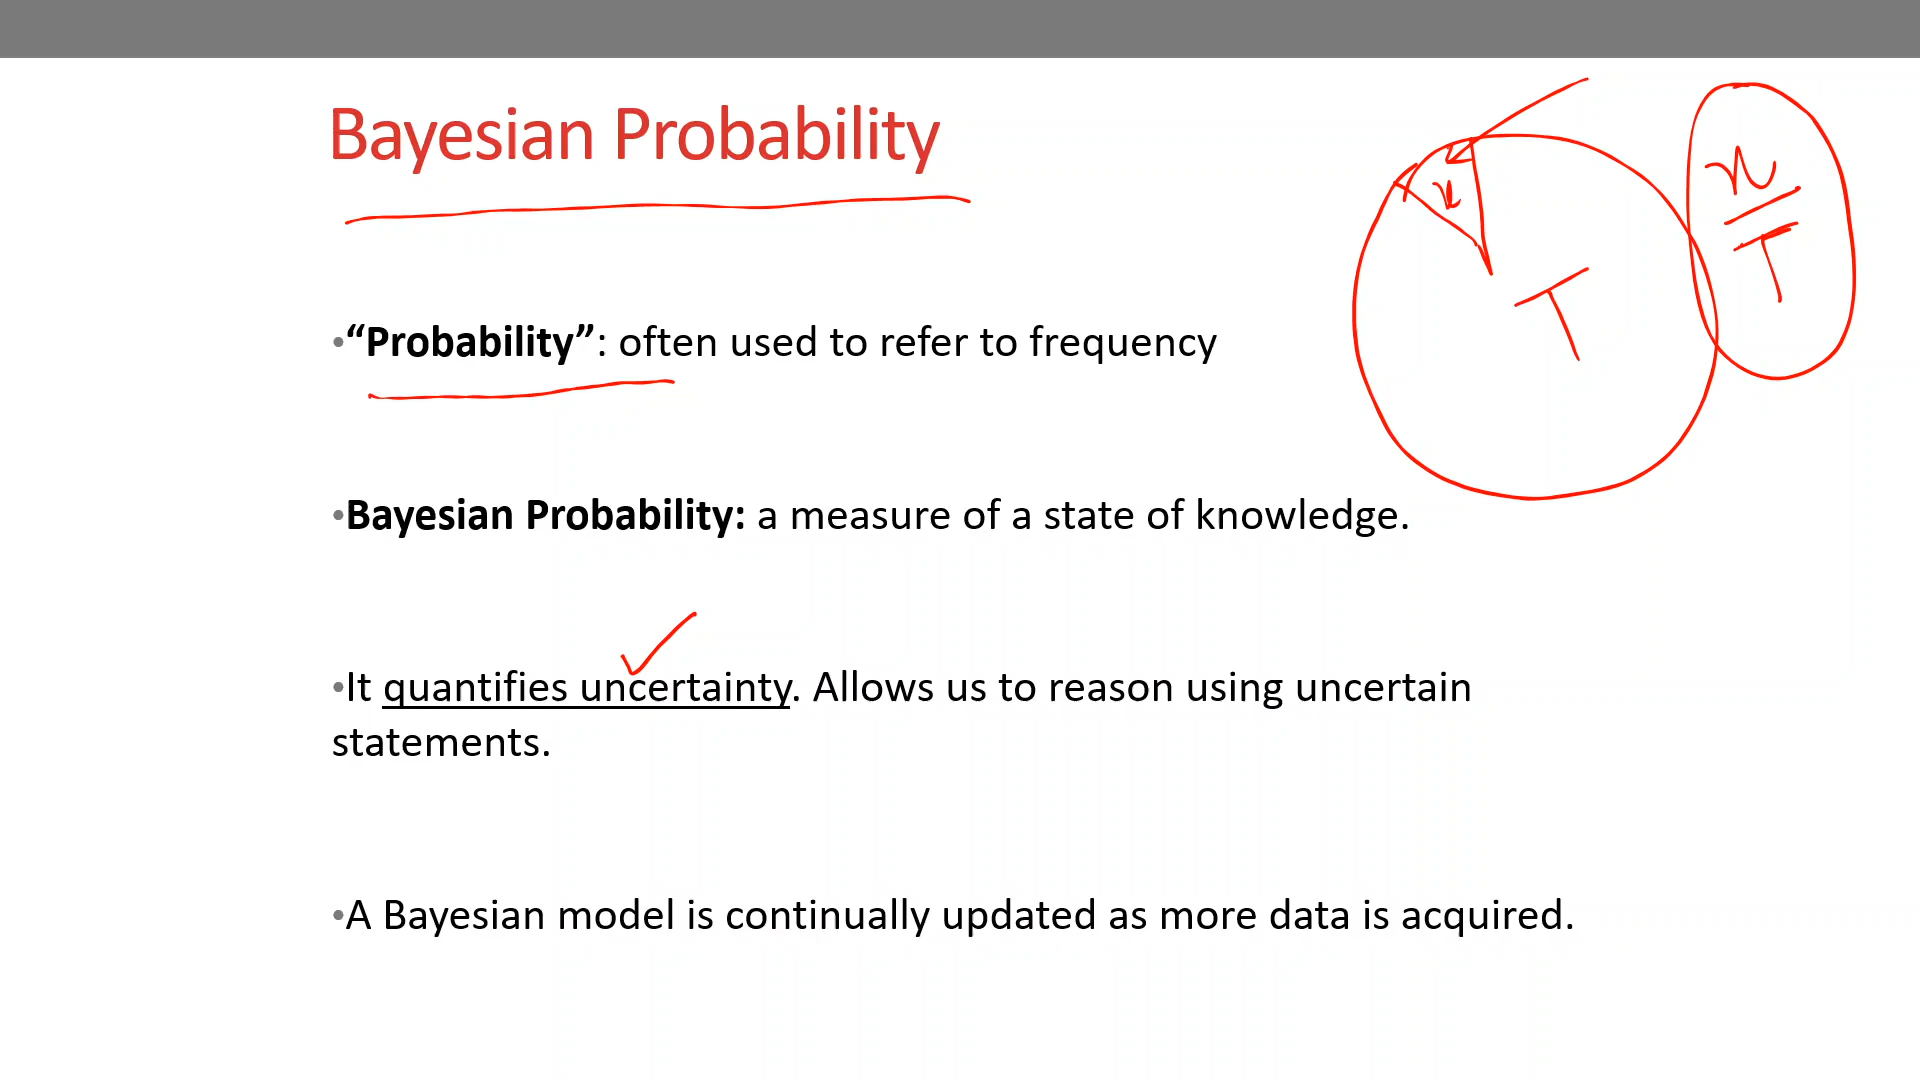 Bayesian Probability
•“Probability”: often used to refer to frequency
•Bayesian Probability: a measure of a state of knowledge.
•It quantifies uncertainty. Allows us to reason using uncertain
statements.
•A Bayesian model is continually updated as more data is acquired.
T
T